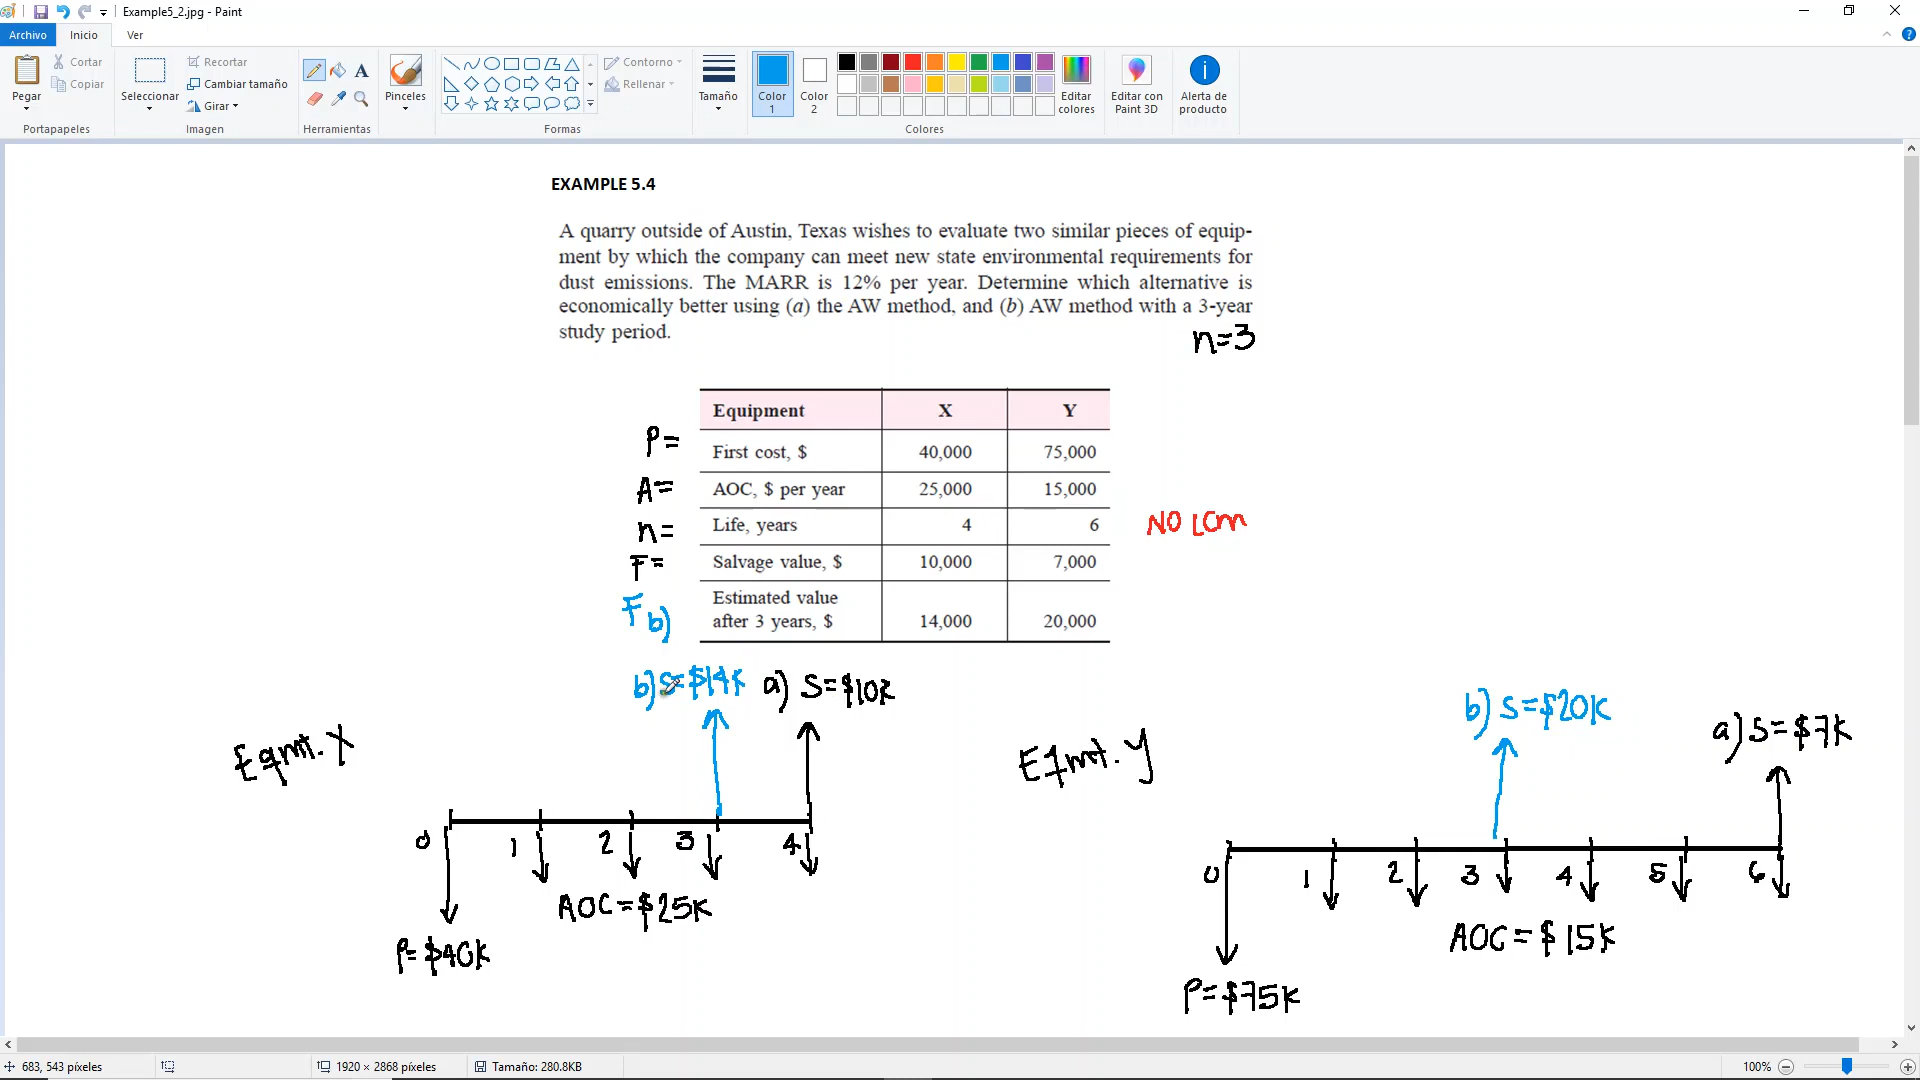 Example5_2.jpg - Paint
Archivo Inicio Ver
Pegar
Cortar
Copiar
Portapapeles
Seleccionar
Recortar
Cambiar tamaño
Girar
Imagen
A
Herramientas
Pinceles
Contorno
Rellenar
Formas
Tamaño
Color 1
Color 2
Editar colores
Colores
Editar con Paint 3D
Alerta de producto
EXAMPLE 5.4
A quarry outside of Austin, Texas wishes to evaluate two similar pieces of equip-
ment by which the company can meet new state environmental requirements for
dust emissions. The MARR is 12% per year. Determine which alternative is
economically better using (a) the AW method, and (b) AW method with a 3-year
study period.
n=3
Equipment X Y
P= First cost, $ 40,000 75,000
A= AOC, $ per year 25,000 15,000
n= Life, years 4 6 NO LCM
F= Salvage value, $ 10,000 7,000
F b) Estimated value
after 3 years, $ 14,000 20,000
b) S=$14K a) S=$10K
Eqmt. X
0 1 2 3 4
AOC=$25K
P=$40K
b) S=$20K
a) S=$7K
Eqmt. Y
0 1 2 3 4 5 6
AOC=$15K
P=$75K
683, 543 píxeles 1920 × 2868 píxeles Tamaño: 280.8KB 100%